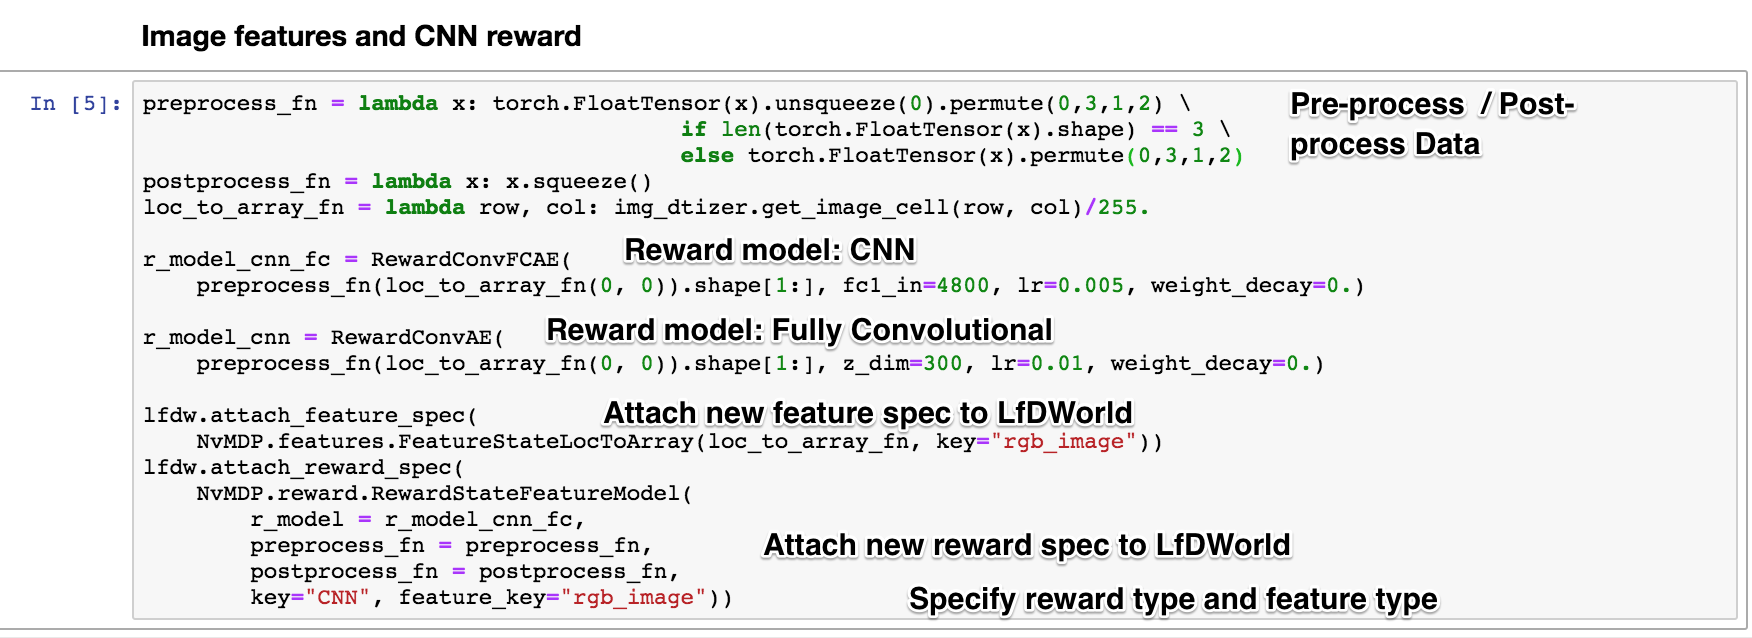 Image features and CNN reward
In [5]:
preprocess_fn = lambda x: torch.FloatTensor(x).unsqueeze(0).permute(0,3,1,2) \
if len(torch.FloatTensor(x).shape) == 3 \
else torch.FloatTensor(x).permute(0,3,1,2)
Pre-process / Post-
process Data
postprocess_fn = lambda x: x.squeeze()
loc_to_array_fn = lambda row, col: img_dtizer.get_image_cell(row, col)/255.
Reward model: CNN
r_model_cnn_fc = RewardConvFCAE(
preprocess_fn(loc_to_array_fn(0, 0)).shape[1:], fc1_in=4800, lr=0.005, weight_decay=0.)
Reward model: Fully Convolutional
r_model_cnn = RewardConvAE(
preprocess_fn(loc_to_array_fn(0, 0)).shape[1:], z_dim=300, lr=0.01, weight_decay=0.)
Attach new feature spec to LfDWorld
lfdw.attach_feature_spec(
NvMDP.features.FeatureStateLocToArray(loc_to_array_fn, key="rgb_image"))
lfdw.attach_reward_spec(
NvMDP.reward.RewardStateFeatureModel(
r_model = r_model_cnn_fc,
preprocess_fn = preprocess_fn,
Attach new reward spec to LfDWorld
postprocess_fn = postprocess_fn,
key="CNN", feature_key="rgb_image"))
Specify reward type and feature type